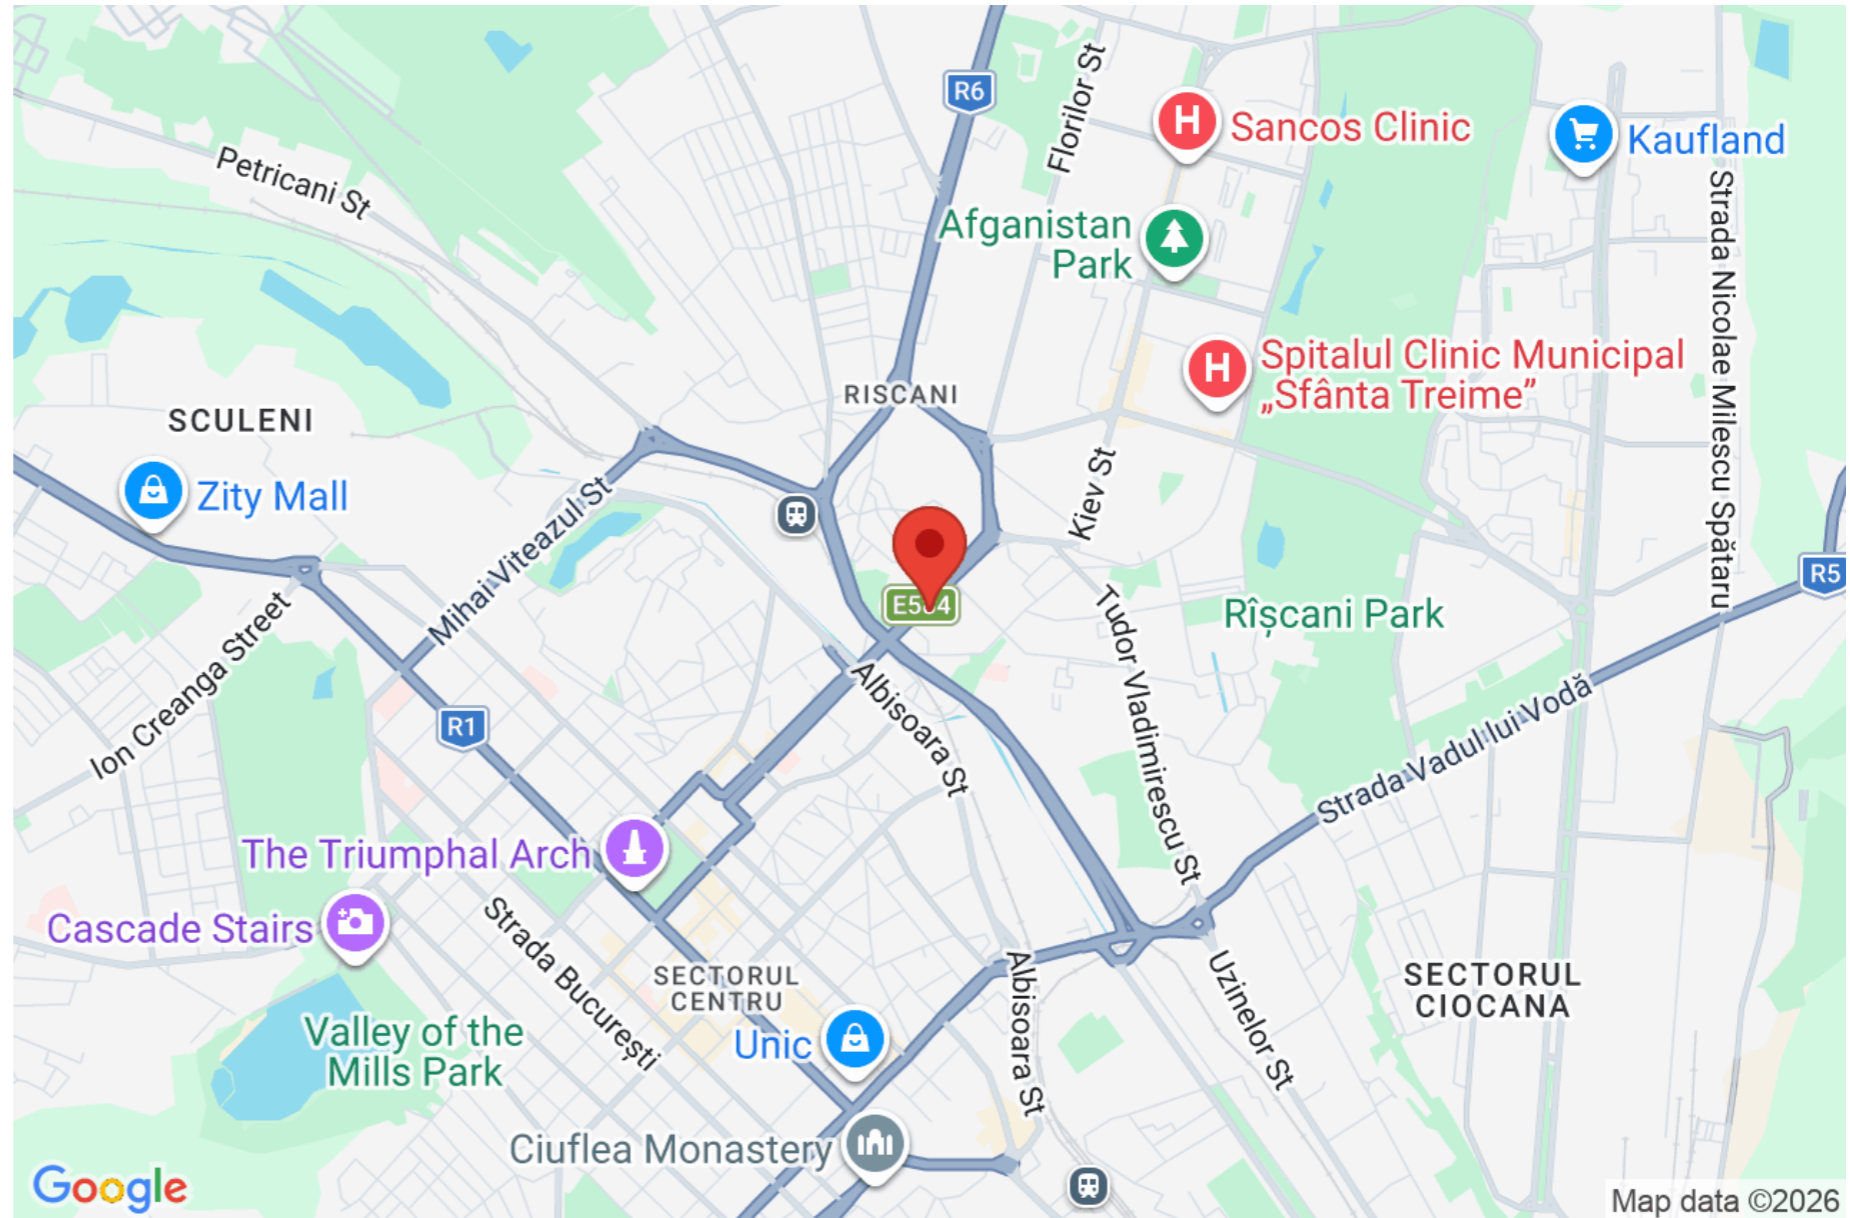 R6
Florilor St
Sancos Clinic
Kaufland
Petricani St
Strada Nicolae Milescu Spătaru
Afganistan
Park
Spitalul Clinic Municipal
„Sfânta Treime”
RISCANI
SCULENI
Zity Mall
Mihai Viteazul St
Kiev St
R5
E584
Ion Creanga Street
Tudor Vladimirescu St
Rîșcani Park
R1
Albisoara St
Strada Vadul lui Vodă
The Triumphal Arch
Cascade Stairs
Strada București
SECTORUL
CENTRU
Albisoara St
Uzinelor St
SECTORUL
CIOCANA
Valley of the
Mills Park
Unic
Ciuflea Monastery
Google
Map data ©2026